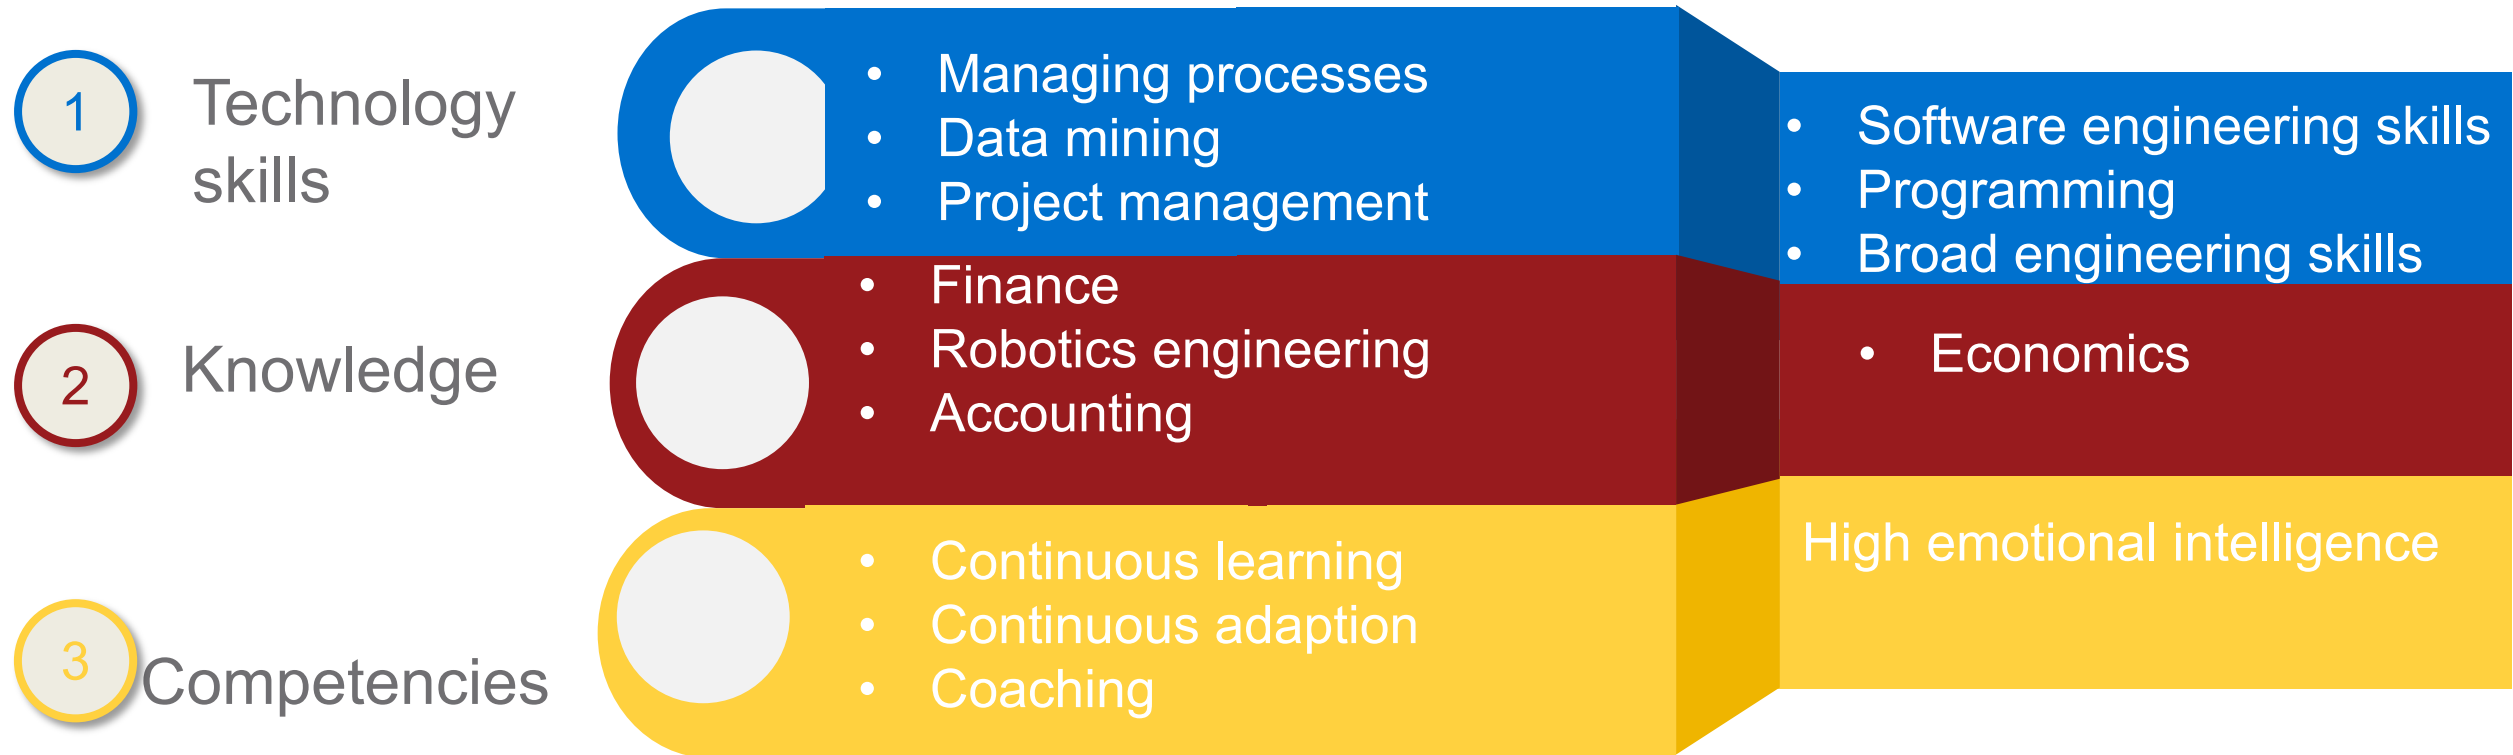 1
Technology
skills
• Managing processes
• Data mining
• Project management
• Software engineering skills
• Programming
• Broad engineering skills
2
Knowledge
• Finance
• Robotics engineering
• Accounting
• Economics
3
Competencies
• Continuous learning
• Continuous adaption
• Coaching
High emotional intelligence